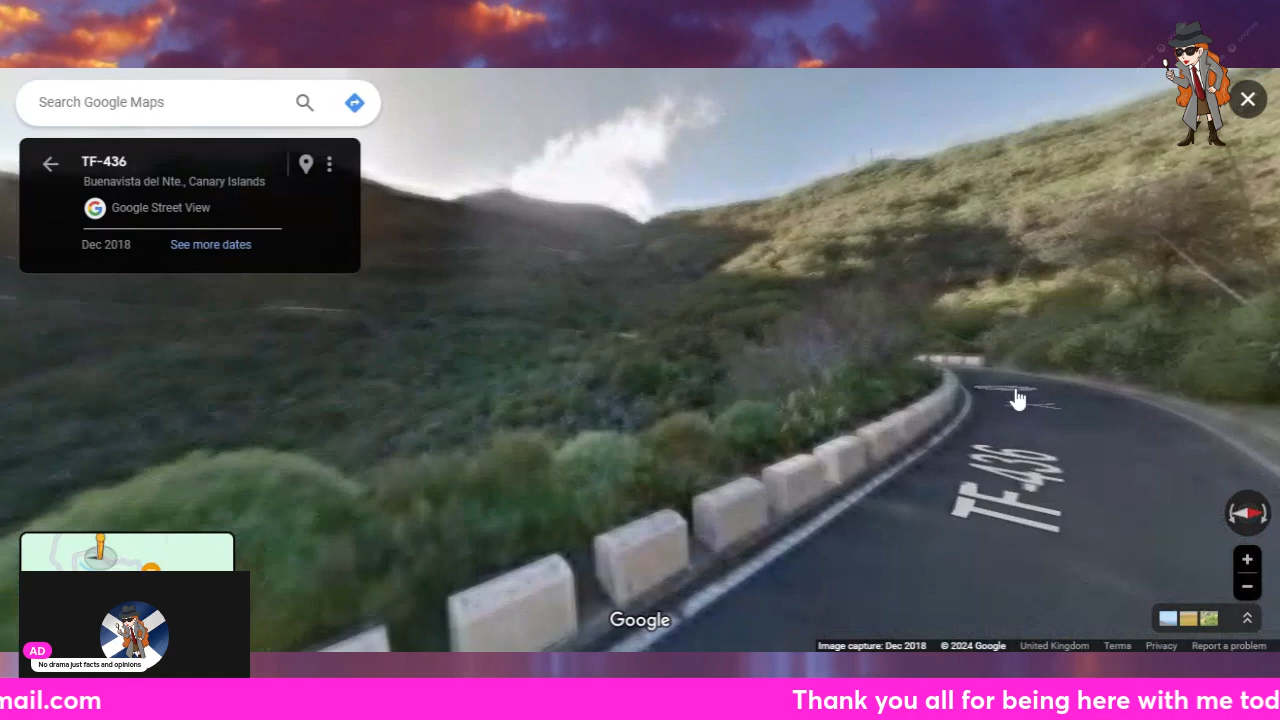 Search Google Maps
TF-436
Buenavista del Nte., Canary Islands
Google Street View
Dec 2018 See more dates
TF-436
Google
Image capture: Dec 2018 © 2024 Google United Kingdom Terms Privacy Report a problem
AD
No drama just facts and opinions
mail.com Thank you all for being here with me tod